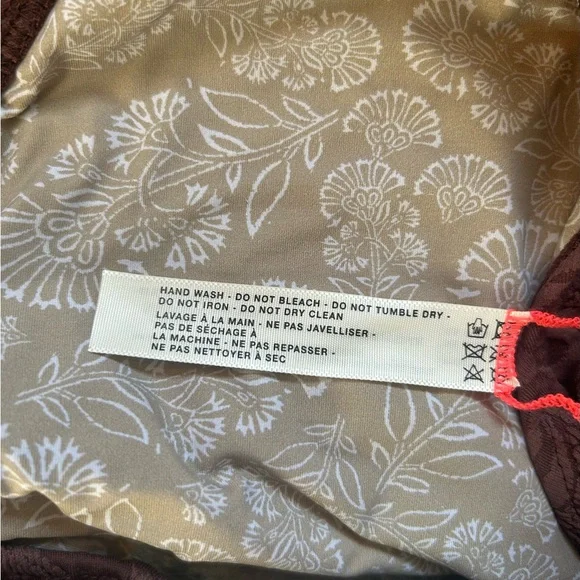 HAND WASH - DO NOT BLEACH - DO NOT TUMBLE DRY -
DO NOT IRON - DO NOT DRY CLEAN
LAVAGE À LA MAIN - NE PAS JAVELLISER -
PAS DE SÉCHAGE À
LA MACHINE - NE PAS REPASSER -
NE PAS NETTOYER À SEC